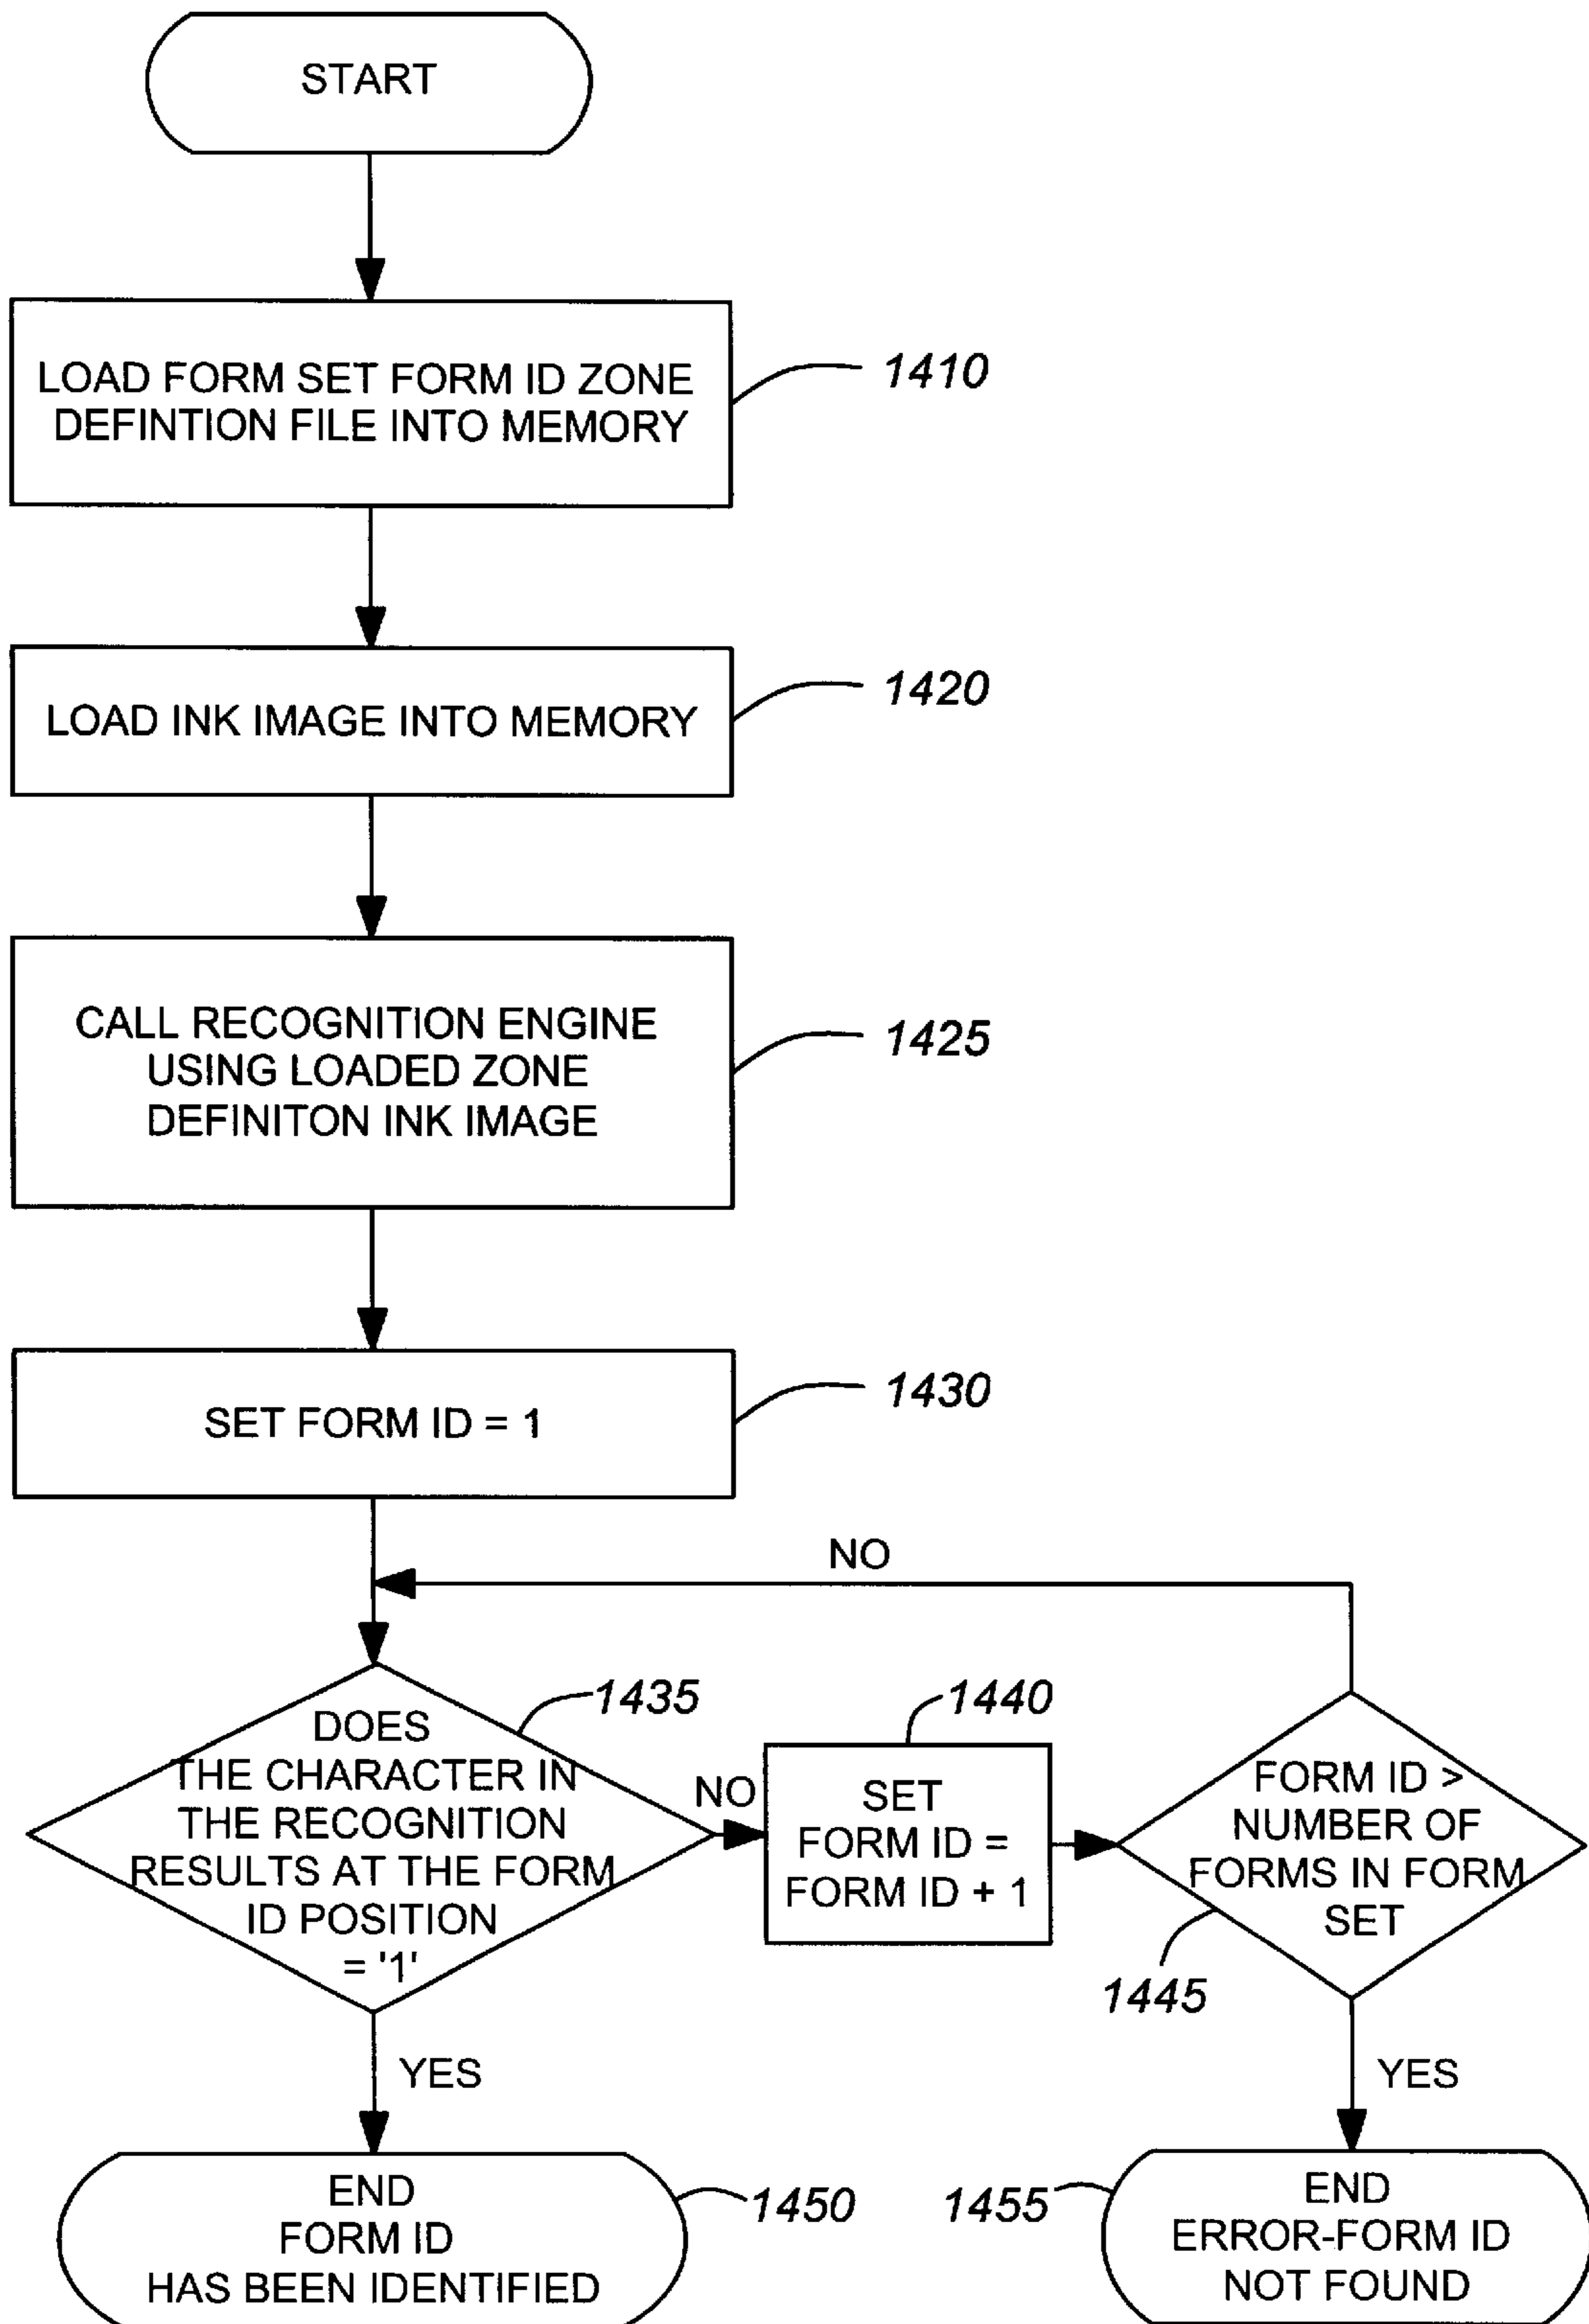 START
LOAD FORM SET FORM ID ZONE
DEFINTION FILE INTO MEMORY
1410
LOAD INK IMAGE INTO MEMORY
1420
CALL RECOGNITION ENGINE
USING LOADED ZONE
DEFINITON INK IMAGE
1425
SET FORM ID = 1
1430
NO
DOES
THE CHARACTER IN
THE RECOGNITION
RESULTS AT THE FORM
ID POSITION
= '1'
1435
NO
1440
SET
FORM ID =
FORM ID + 1
FORM ID >
NUMBER OF
FORMS IN FORM
SET
1445
YES
YES
END
FORM ID
HAS BEEN IDENTIFIED
1450
1455
END
ERROR-FORM ID
NOT FOUND